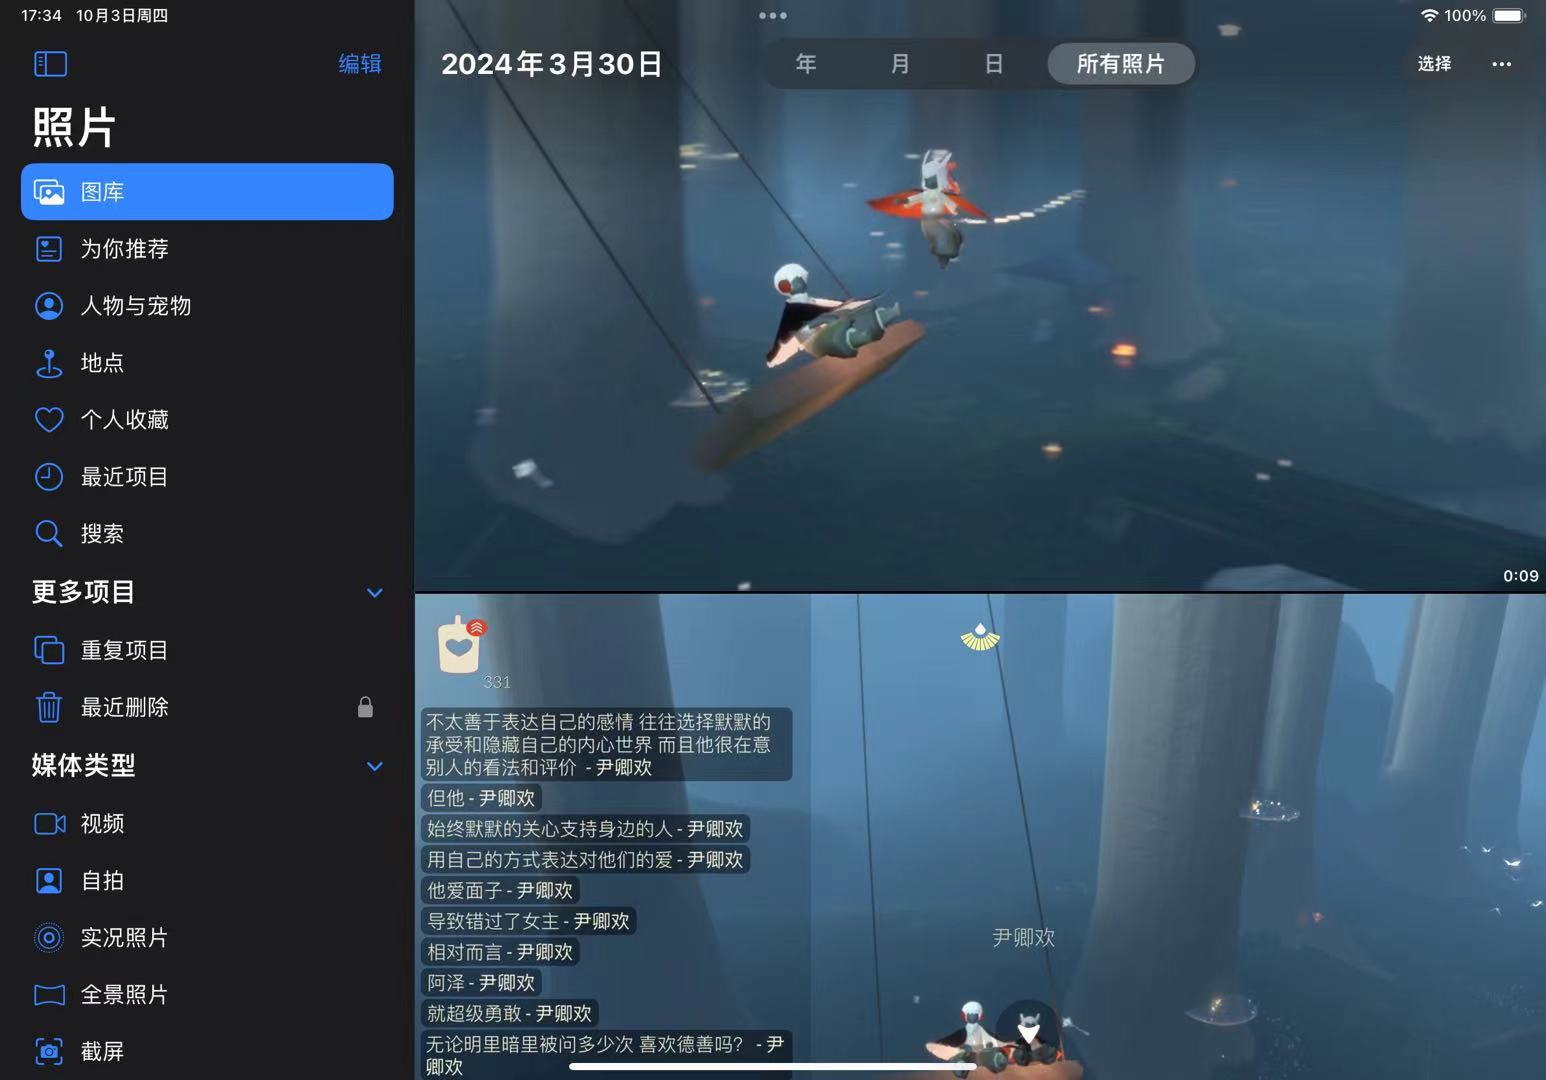 17:34 10月3日周四
100%
编辑
照片
图库
为你推荐
人物与宠物
地点
个人收藏
最近项目
搜索
更多项目
重复项目
最近删除
媒体类型
视频
自拍
实况照片
全景照片
截屏
2024年3月30日
年 月 日 所有照片
选择
0:09
331
不太善于表达自己的感情 往往选择默默的
承受和隐藏自己的内心世界 而且他很在意
别人的看法和评价 - 尹卿欢
但他 - 尹卿欢
始终默默的关心支持身边的人 - 尹卿欢
用自己的方式表达对他们的爱 - 尹卿欢
他爱面子 - 尹卿欢
导致错过了女主 - 尹卿欢
相对而言 - 尹卿欢
阿泽 - 尹卿欢
就超级勇敢 - 尹卿欢
无论明里暗里被问多少次 喜欢德善吗？ - 尹
卿欢
尹卿欢